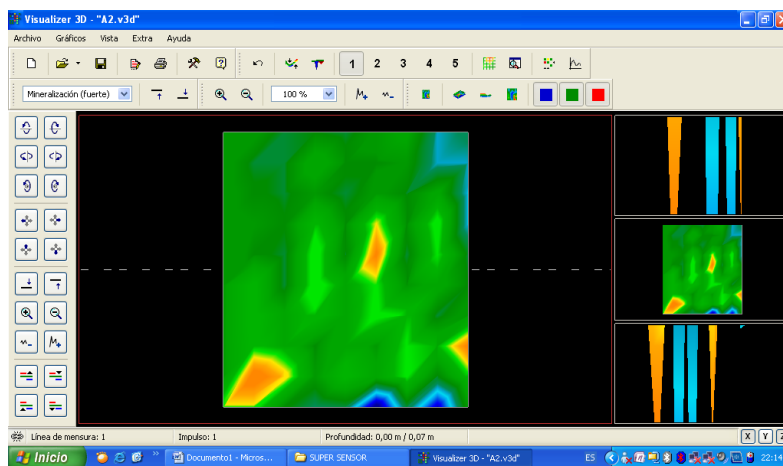 Visualizer 3D - "A2.v3d"
Archivo Gráficos Vista Extra Ayuda
1 2 3 4 5
Mineralización (fuerte) 100 %
Línea de mensura: 1 Impulso: 1 Profundidad: 0,00 m / 0,07 m X Y Z
Inicio » Documento1 - Micros... SUPER SENSOR Visualizer 3D - "A2.v3... ES 22:14